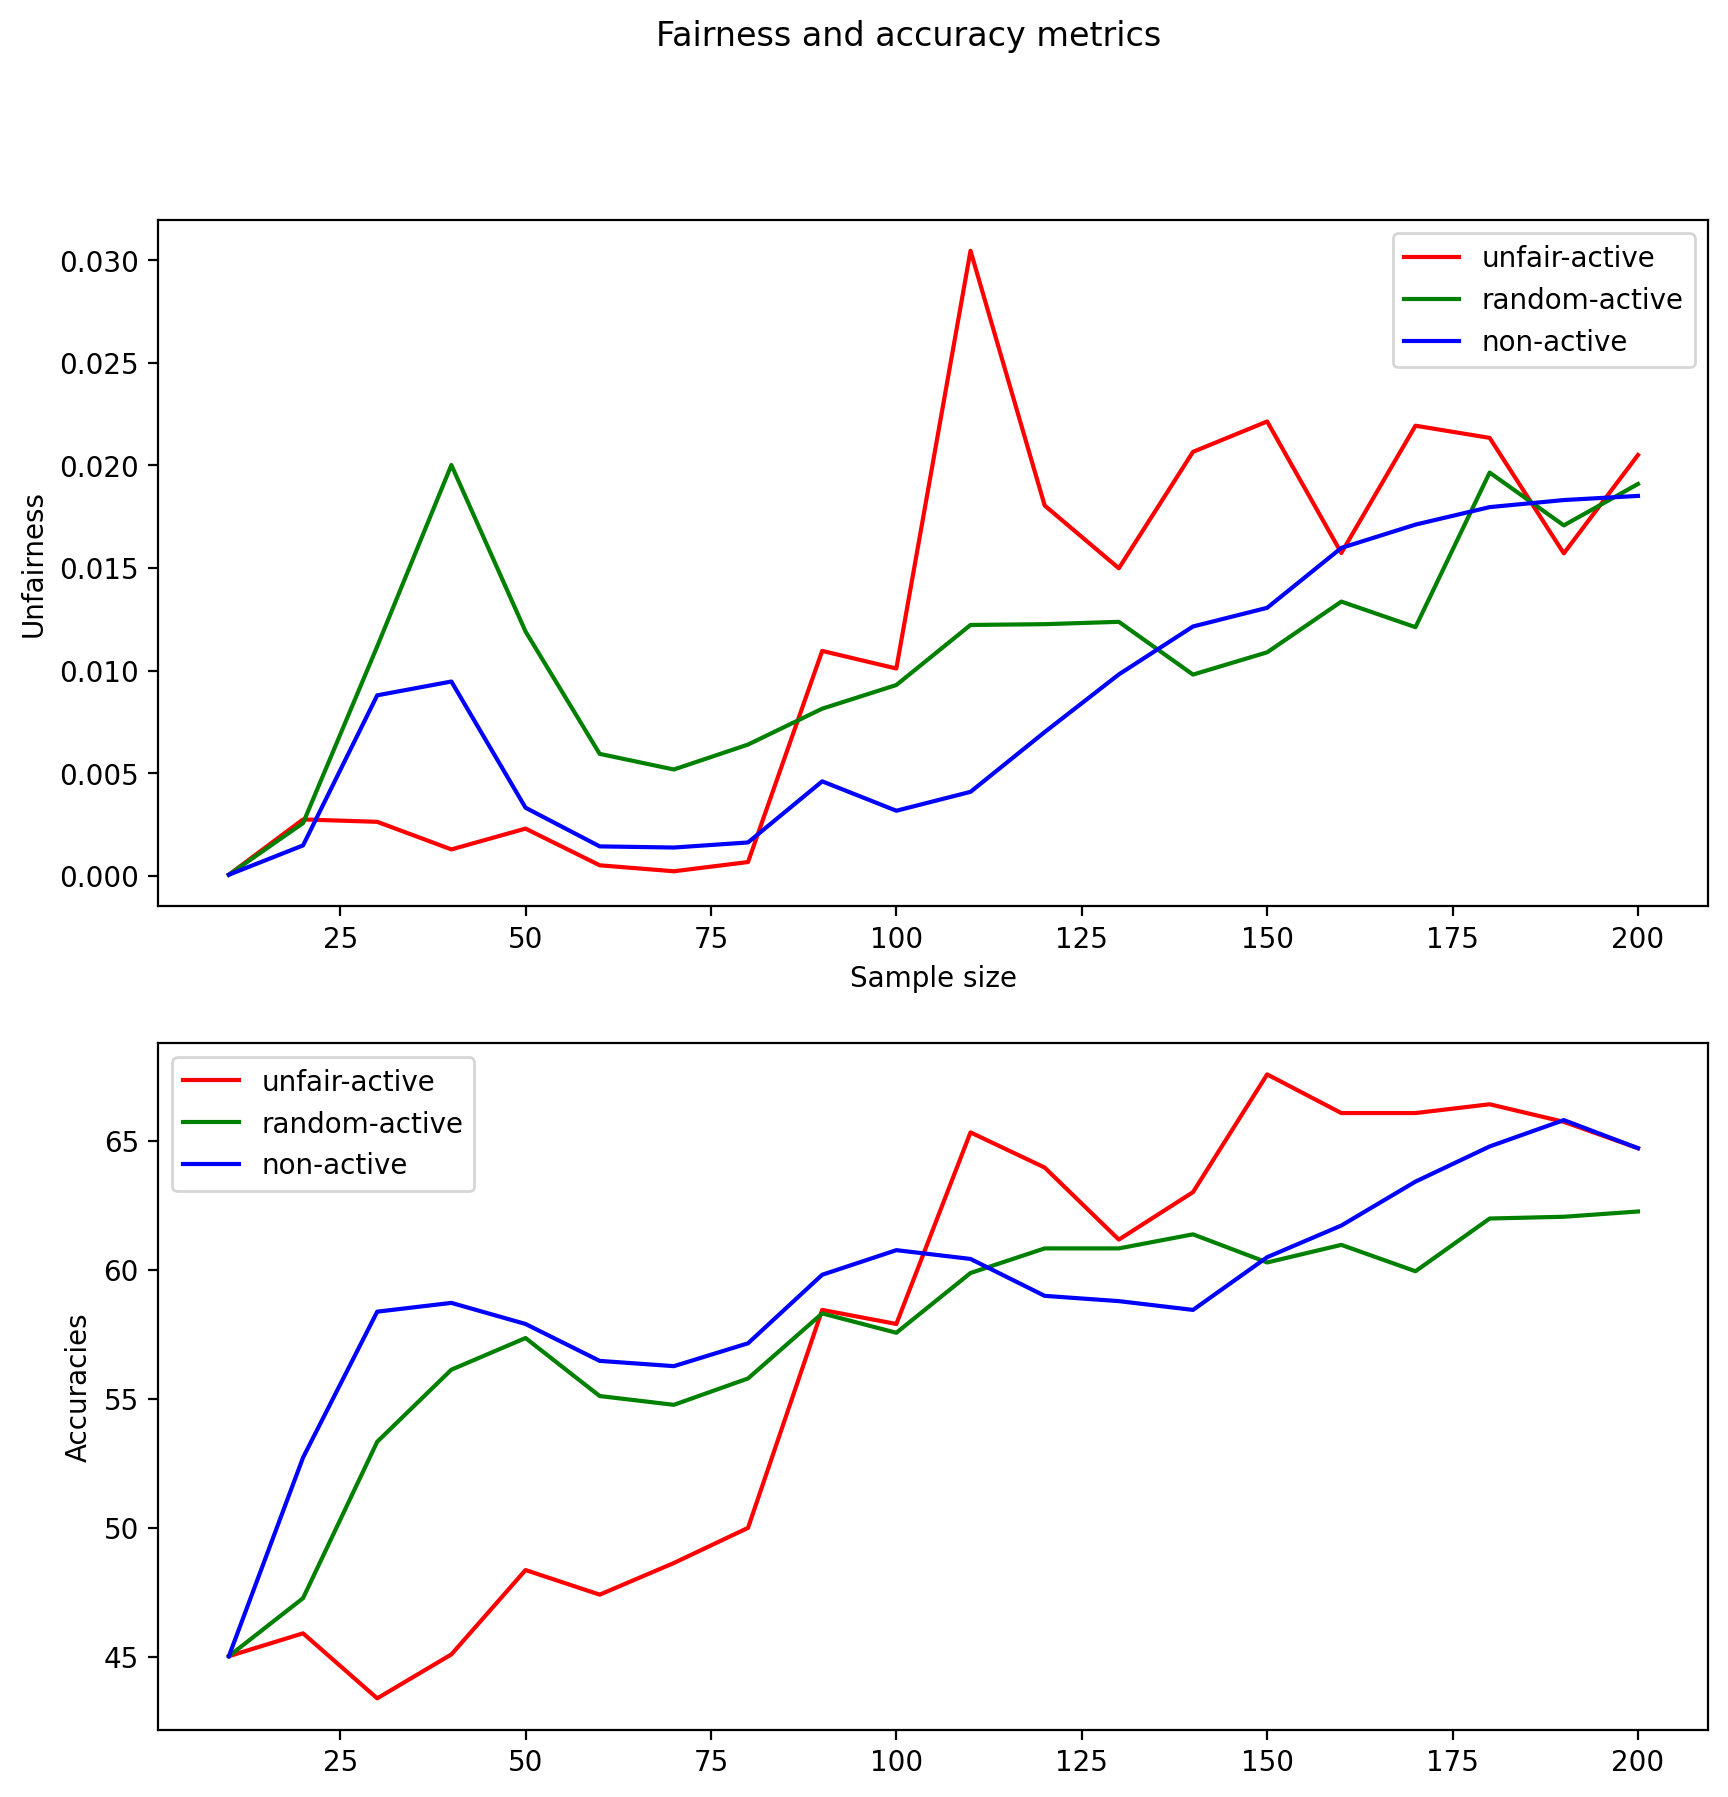 Fairness and accuracy metrics
0.030
0.025
0.020
0.015
0.010
0.005
0.000
Unfairness
unfair-active
random-active
non-active
25 50 75 100 125 150 175 200
Sample size
65
60
55
50
45
Accuracies
unfair-active
random-active
non-active
25 50 75 100 125 150 175 200